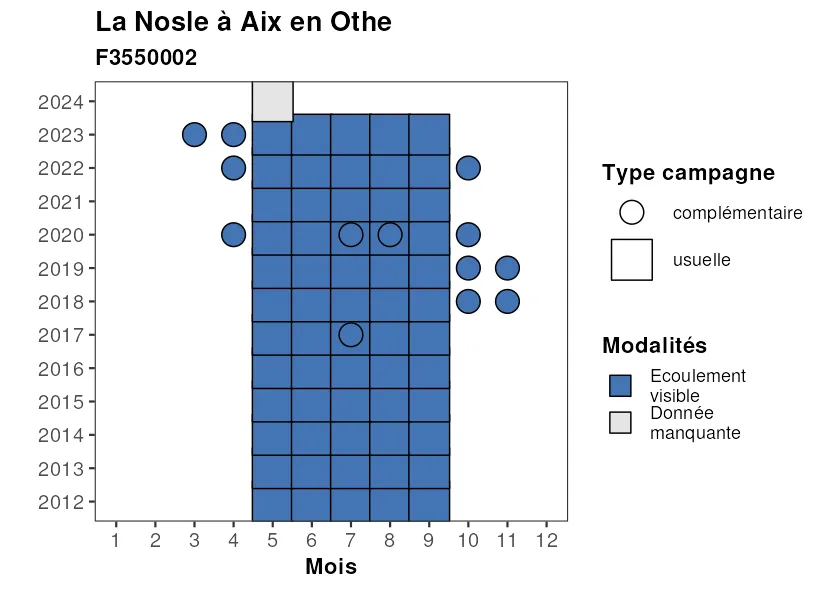 La Nosle à Aix en Othe
F3550002
2024
2023
2022
2021
2020
2019
2018
2017
2016
2015
2014
2013
2012
1 2 3 4 5 6 7 8 9 10 11 12
Mois
Type campagne
complémentaire
usuelle
Modalités
Ecoulement
visible
Donnée
manquante